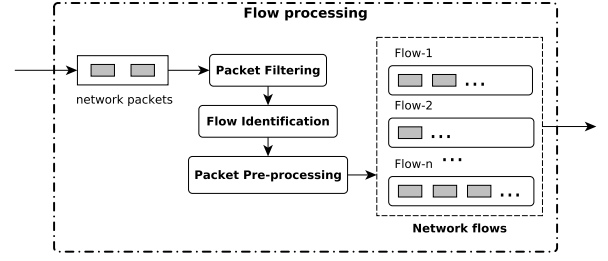 Flow processing
network packets
Packet Filtering
Flow Identification
Packet Pre-processing
Flow-1
...
Flow-2
...
...
Flow-n
...
Network flows